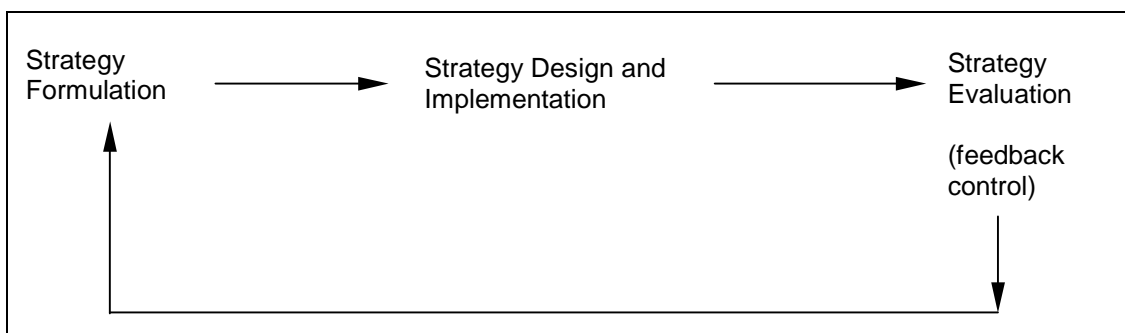 Strategy
Formulation
Strategy Design and
Implementation
Strategy
Evaluation
(feedback
control)